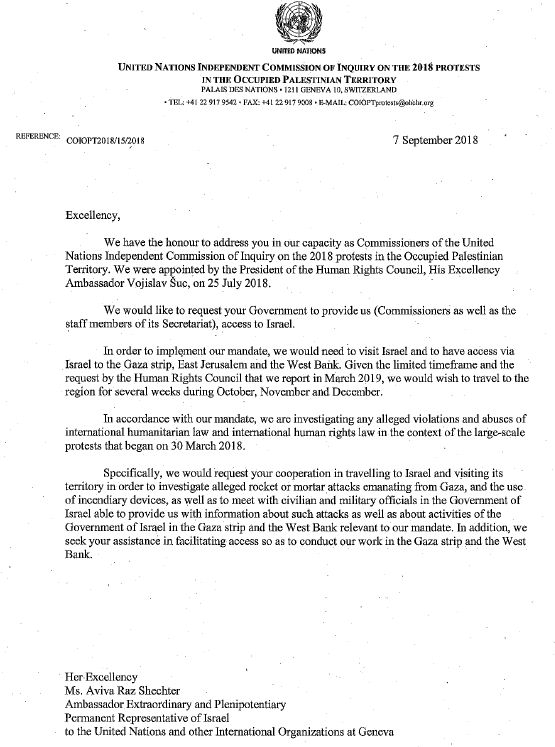 UNITED NATIONS
UNITED NATIONS INDEPENDENT COMMISSION OF INQUIRY ON THE 2018 PROTESTS
IN THE OCCUPIED PALESTINIAN TERRITORY
PALAIS DES NATIONS • 1211 GENEVA 10, SWITZERLAND
• TEL: +41 22 917 9542 • FAX: +41 22 917 9008 • E-MAIL: COIOPTprotests@ohchr.org
REFERENCE: COIOPT2018/15/2018
7 September 2018
Excellency,
We have the honour to address you in our capacity as Commissioners of the United
Nations Independent Commission of Inquiry on the 2018 protests in the Occupied Palestinian
Territory. We were appointed by the President of the Human Rights Council, His Excellency
Ambassador Vojislav Šuc, on 25 July 2018.
We would like to request your Government to provide us (Commissioners as well as the
staff members of its Secretariat), access to Israel.
In order to implement our mandate, we would need to visit Israel and to have access via
Israel to the Gaza strip, East Jerusalem and the West Bank. Given the limited timeframe and the
request by the Human Rights Council that we report in March 2019, we would wish to travel to the
region for several weeks during October, November and December.
In accordance with our mandate, we are investigating any alleged violations and abuses of
international humanitarian law and international human rights law in the context of the large-scale
protests that began on 30 March 2018.
Specifically, we would request your cooperation in travelling to Israel and visiting its
territory in order to investigate alleged rocket or mortar attacks emanating from Gaza, and the use
of incendiary devices, as well as to meet with civilian and military officials in the Government of
Israel able to provide us with information about such attacks as well as about activities of the
Government of Israel in the Gaza strip and the West Bank relevant to our mandate. In addition, we
seek your assistance in facilitating access so as to conduct our work in the Gaza strip and the West
Bank.
Her Excellency
Ms. Aviva Raz Shechter
Ambassador Extraordinary and Plenipotentiary
Permanent Representative of Israel
to the United Nations and other International Organizations at Geneva